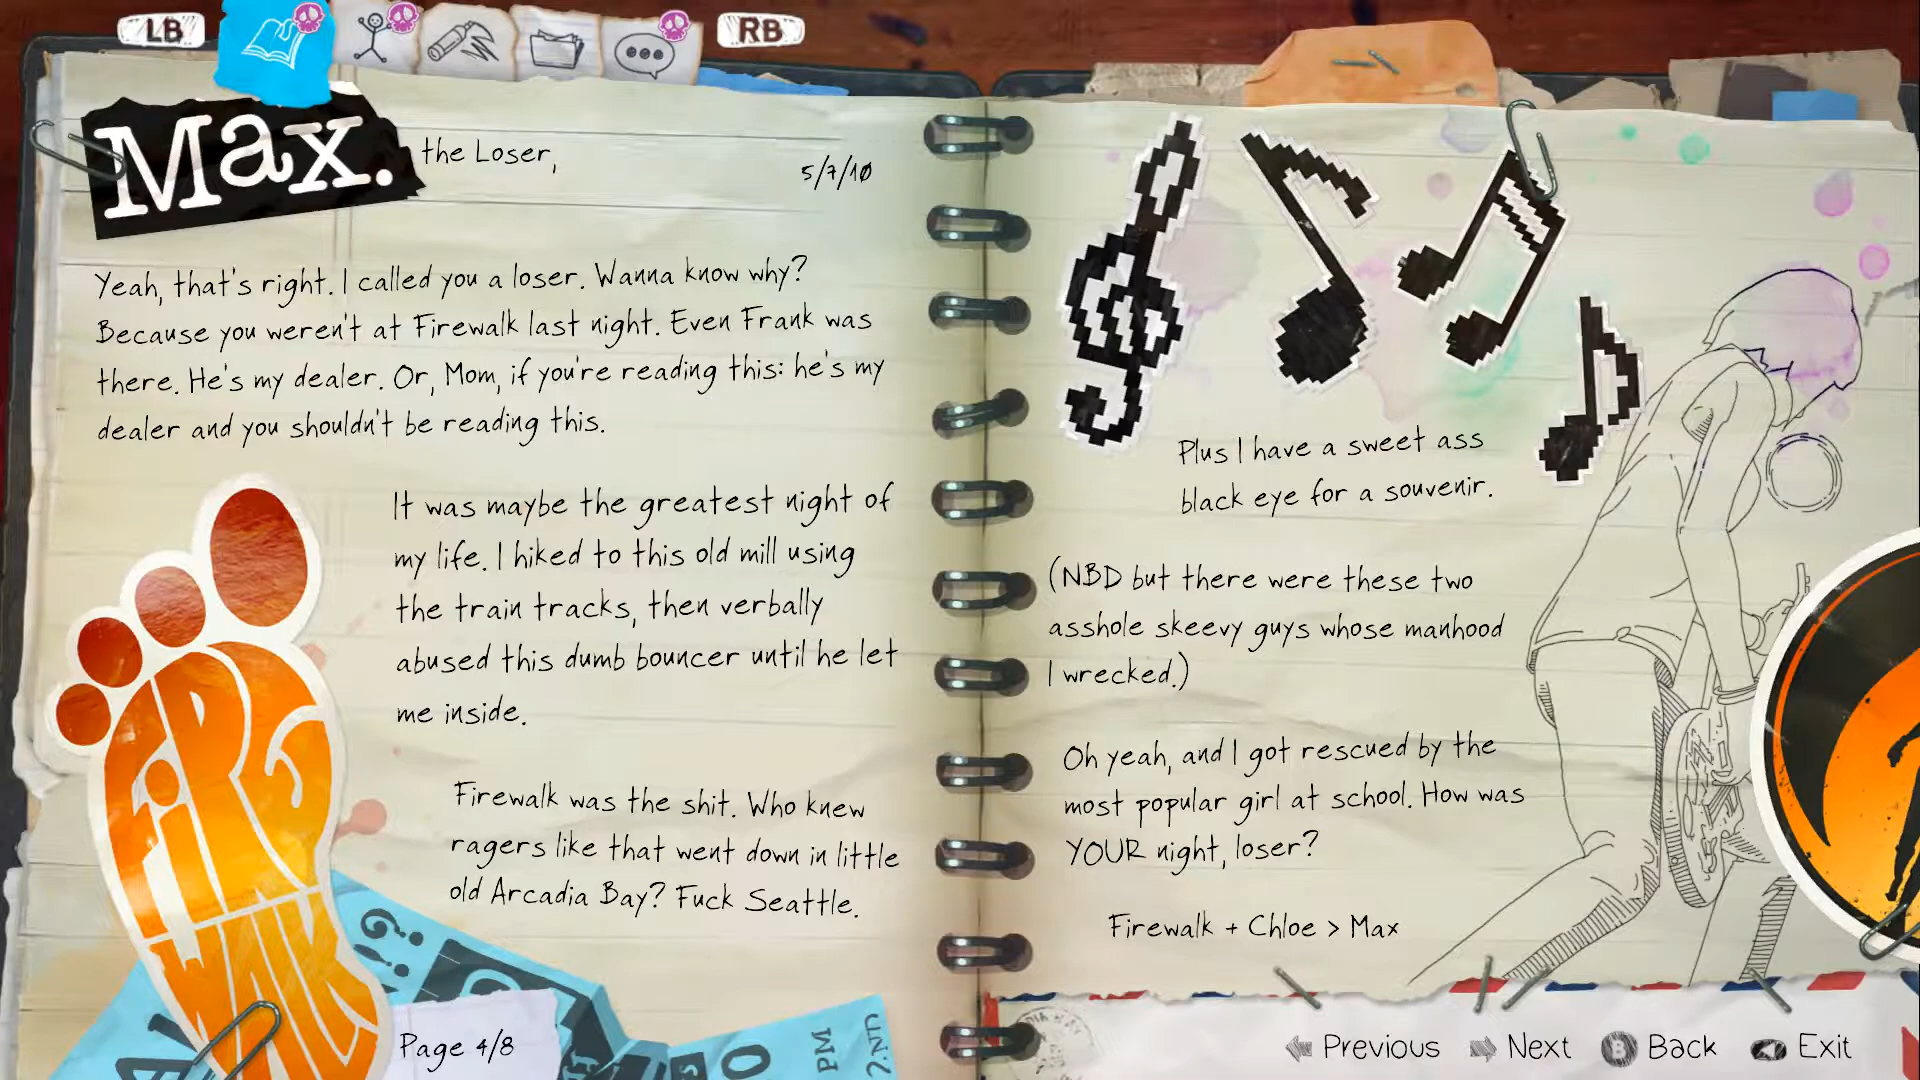 LB
RB
Max.
the Loser,
5/7/10
Yeah, that's right. I called you a loser. Wanna know why?
Because you weren't at Firewalk last night. Even Frank was
there. He's my dealer. Or, Mom, if you're reading this: he's my
dealer and you shouldn't be reading this.
It was maybe the greatest night of
my life. I hiked to this old mill using
the train tracks, then verbally
abused this dumb bouncer until he let
me inside.
Firewalk was the shit. Who knew
ragers like that went down in little
old Arcadia Bay? Fuck Seattle.
FiRE
WALK
PM
Page 4/8
Plus I have a sweet ass
black eye for a souvenir.
(NBD but there were these two
asshole skeevy guys whose manhood
I wrecked.)
Oh yeah, and I got rescued by the
most popular girl at school. How was
YOUR night, loser?
Firewalk + Chloe > Max
Previous
Next
B Back
Exit